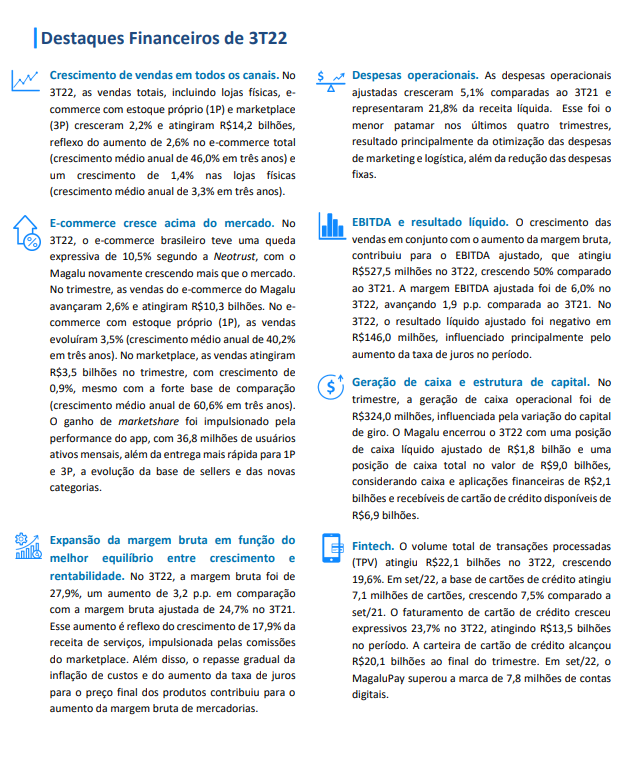 Destaques Financeiros de 3T22
Crescimento de vendas em todos os canais. No
3T22, as vendas totais, incluindo lojas físicas, e-
commerce com estoque próprio (1P) e marketplace
(3P) cresceram 2,2% e atingiram R$14,2 bilhões,
reflexo do aumento de 2,6% no e-commerce total
(crescimento médio anual de 46,0% em três anos) e
um crescimento de 1,4% nas lojas físicas
(crescimento médio anual de 3,3% em três anos).
E-commerce cresce acima do mercado. No
3T22, o e-commerce brasileiro teve uma queda
expressiva de 10,5% segundo a Neotrust, com o
Magalu novamente crescendo mais que o mercado.
No trimestre, as vendas do e-commerce do Magalu
avançaram 2,6% e atingiram R$10,3 bilhões. No e-
commerce com estoque próprio (1P), as vendas
evoluíram 3,5% (crescimento médio anual de 40,2%
em três anos). No marketplace, as vendas atingiram
R$3,5 bilhões no trimestre, com crescimento de
0,9%, mesmo com a forte base de comparação
(crescimento médio anual de 60,6% em três anos).
O ganho de marketshare foi impulsionado pela
performance do app, com 36,8 milhões de usuários
ativos mensais, além da entrega mais rápida para 1P
e 3P, a evolução da base de sellers e das novas
categorias.
Expansão da margem bruta em função do
melhor equilíbrio entre crescimento e
rentabilidade. No 3T22, a margem bruta foi de
27,9%, um aumento de 3,2 p.p. em comparação
com a margem bruta ajustada de 24,7% no 3T21.
Esse aumento é reflexo do crescimento de 17,9% da
receita de serviços, impulsionada pelas comissões
do marketplace. Além disso, o repasse gradual da
inflação de custos e do aumento da taxa de juros
para o preço final dos produtos contribuiu para o
aumento da margem bruta de mercadorias.
Despesas operacionais. As despesas operacionais
ajustadas cresceram 5,1% comparadas ao 3T21 e
representaram 21,8% da receita líquida. Esse foi o
menor patamar nos últimos quatro trimestres,
resultado principalmente da otimização das despesas
de marketing e logística, além da redução das despesas
fixas.
EBITDA e resultado líquido. O crescimento das
vendas em conjunto com o aumento da margem bruta,
contribuiu para o EBITDA ajustado, que atingiu
R$527,5 milhões no 3T22, crescendo 50% comparado
ao 3T21. A margem EBITDA ajustada foi de 6,0% no
3T22, avançando 1,9 p.p. comparada ao 3T21. No
3T22, o resultado líquido ajustado foi negativo em
R$146,0 milhões, influenciado principalmente pelo
aumento da taxa de juros no período.
Geração de caixa e estrutura de capital. No
trimestre, a geração de caixa operacional foi de
R$324,0 milhões, influenciada pela variação do capital
de giro. O Magalu encerrou o 3T22 com uma posição
de caixa líquido ajustado de R$1,8 bilhão e uma
posição de caixa total no valor de R$9,0 bilhões,
considerando caixa e aplicações financeiras de R$2,1
bilhões e recebíveis de cartão de crédito disponíveis de
R$6,9 bilhões.
Fintech. O volume total de transações processadas
(TPV) atingiu R$22,1 bilhões no 3T22, crescendo
19,6%. Em set/22, a base de cartões de crédito atingiu
7,1 milhões de cartões, crescendo 7,5% comparado a
set/21. O faturamento de cartão de crédito cresceu
expressivos 23,7% no 3T22, atingindo R$13,5 bilhões
no período. A carteira de cartão de crédito alcançou
R$20,1 bilhões ao final do trimestre. Em set/22, o
MagaluPay superou a marca de 7,8 milhões de contas
digitais.